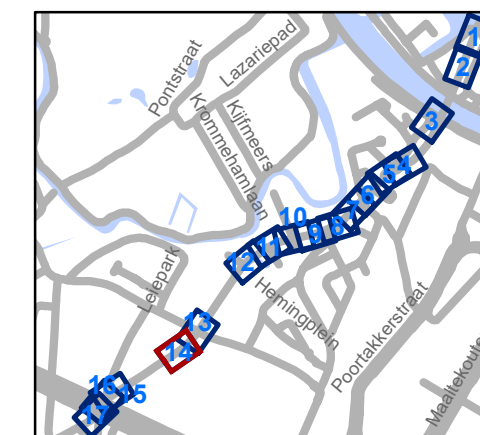 1
2
Lazariepad
Pontstraat
3
Kijfmeers
Krommehamlaan
5
4
6
7
8
9
10
11
12
Leiepark
Hemingplein
Poortakkerstraat
Maaltekoute
13
14
16
15
17